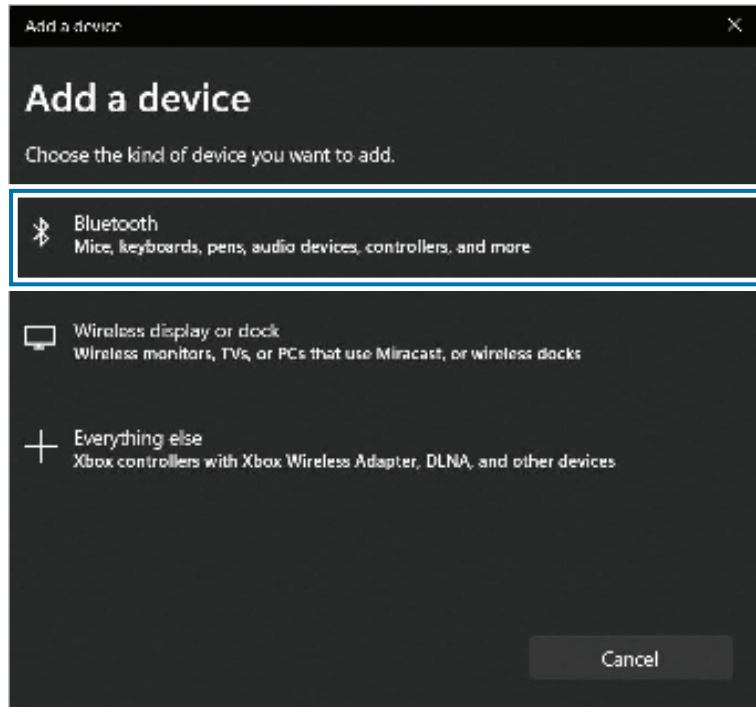 Add a device
Add a device
Choose the kind of device you want to add.
Bluetooth
Mice, keyboards, pens, audio devices, controllers, and more
Wireless display or dock
Wireless monitors, TVs, or PCs that use Miracast, or wireless docks
Everything else
Xbox controllers with Xbox Wireless Adapter, DLNA, and other devices
Cancel